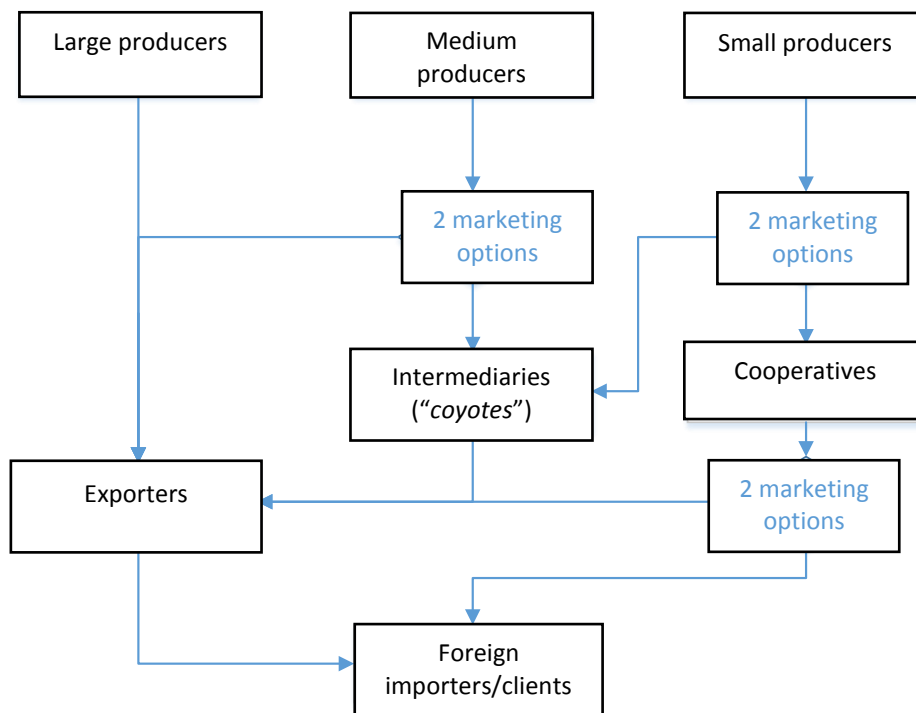 Large producers
Medium
producers
Small producers
2 marketing
options
2 marketing
options
Intermediaries
(“coyotes”)
Cooperatives
Exporters
2 marketing
options
Foreign
importers/clients